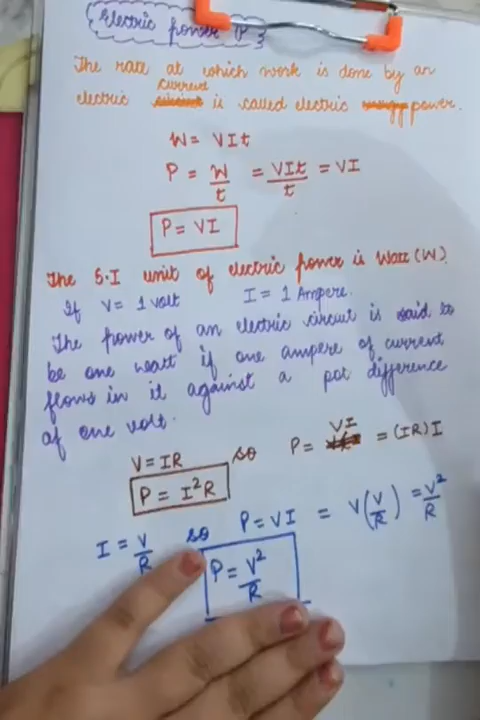 Electric power (P)
The rate at which work is done by an
current
electric is called electric power.
W = VIt
P = W/t = VIt/t = VI
P = VI
The S.I unit of electric power is Watt (W).
If V = 1 volt I = 1 Ampere.
The power of an electric circuit is said to
be one watt if one ampere of current
flows in it against a pot difference
of one volt.
V = IR so P = VI = (IR) I
P = I²R
I = V/R so P = VI = V(V/R) = V²/R
P = V²/R